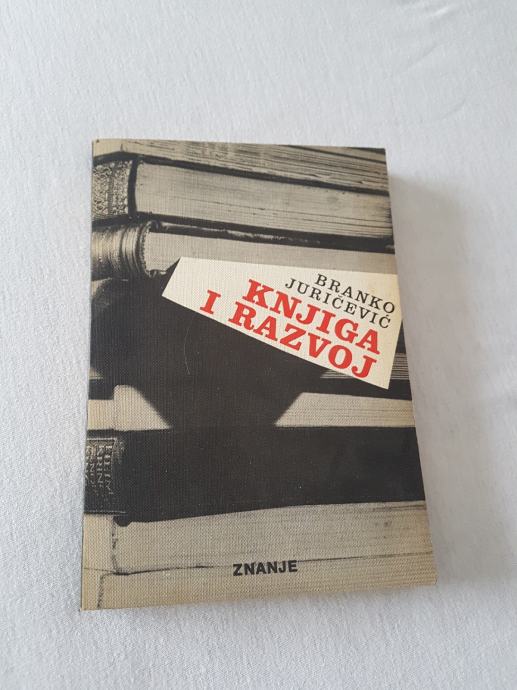 BRANKO
JURIČEVIĆ
KNJIGA
I RAZVOJ
ZNANJE